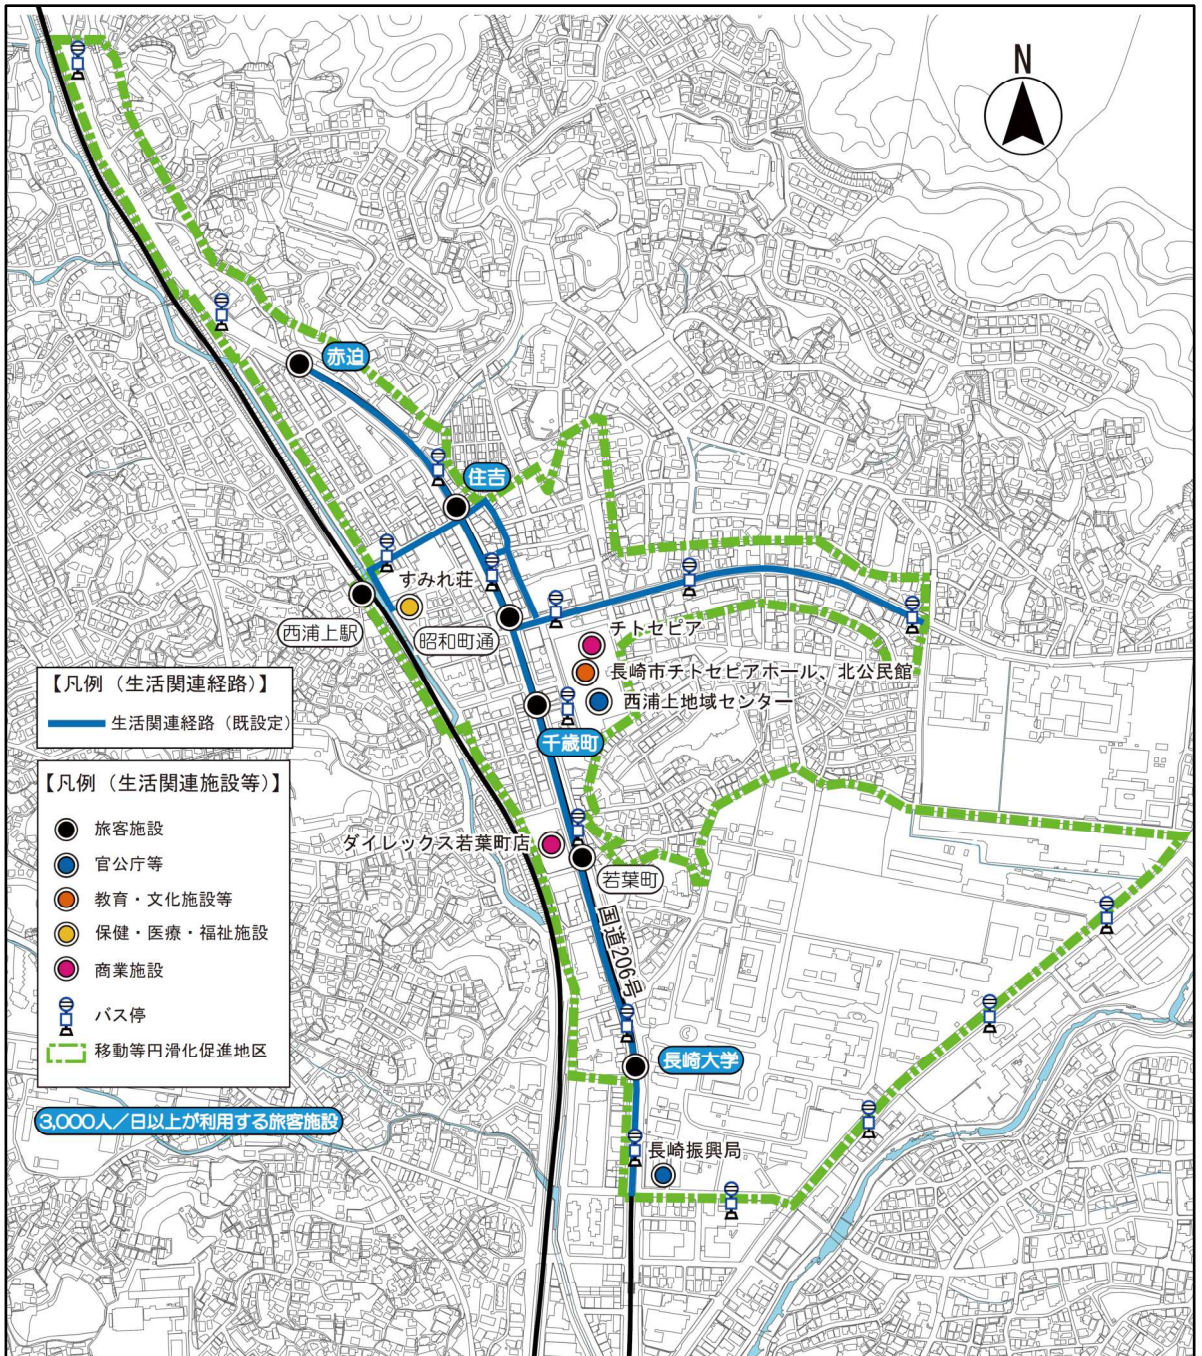 N
赤迫
住吉
すみれ荘
西浦上駅
昭和町通
チトセピア
長崎市チトセピアホール、北公民館
西浦上地域センター
千歳町
【凡例（生活関連経路）】
生活関連経路（既設定）
【凡例（生活関連施設等）】
旅客施設
官公庁等
教育・文化施設等
保健・医療・福祉施設
商業施設
バス停
移動等円滑化促進地区
3,000人／日以上が利用する旅客施設
ダイレックス若葉町店
若葉町
国道206号
長崎大学
長崎振興局